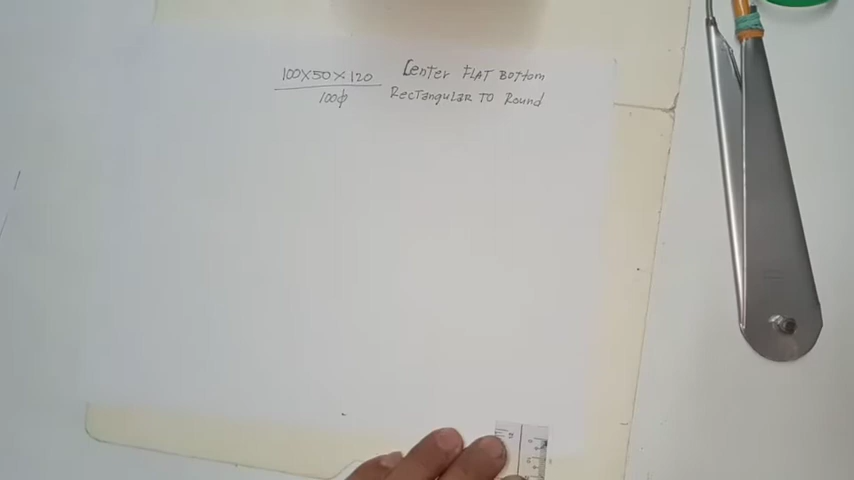 100X50X120 Center FLAT BOTTOM
100ϕ Rectangular TO Round